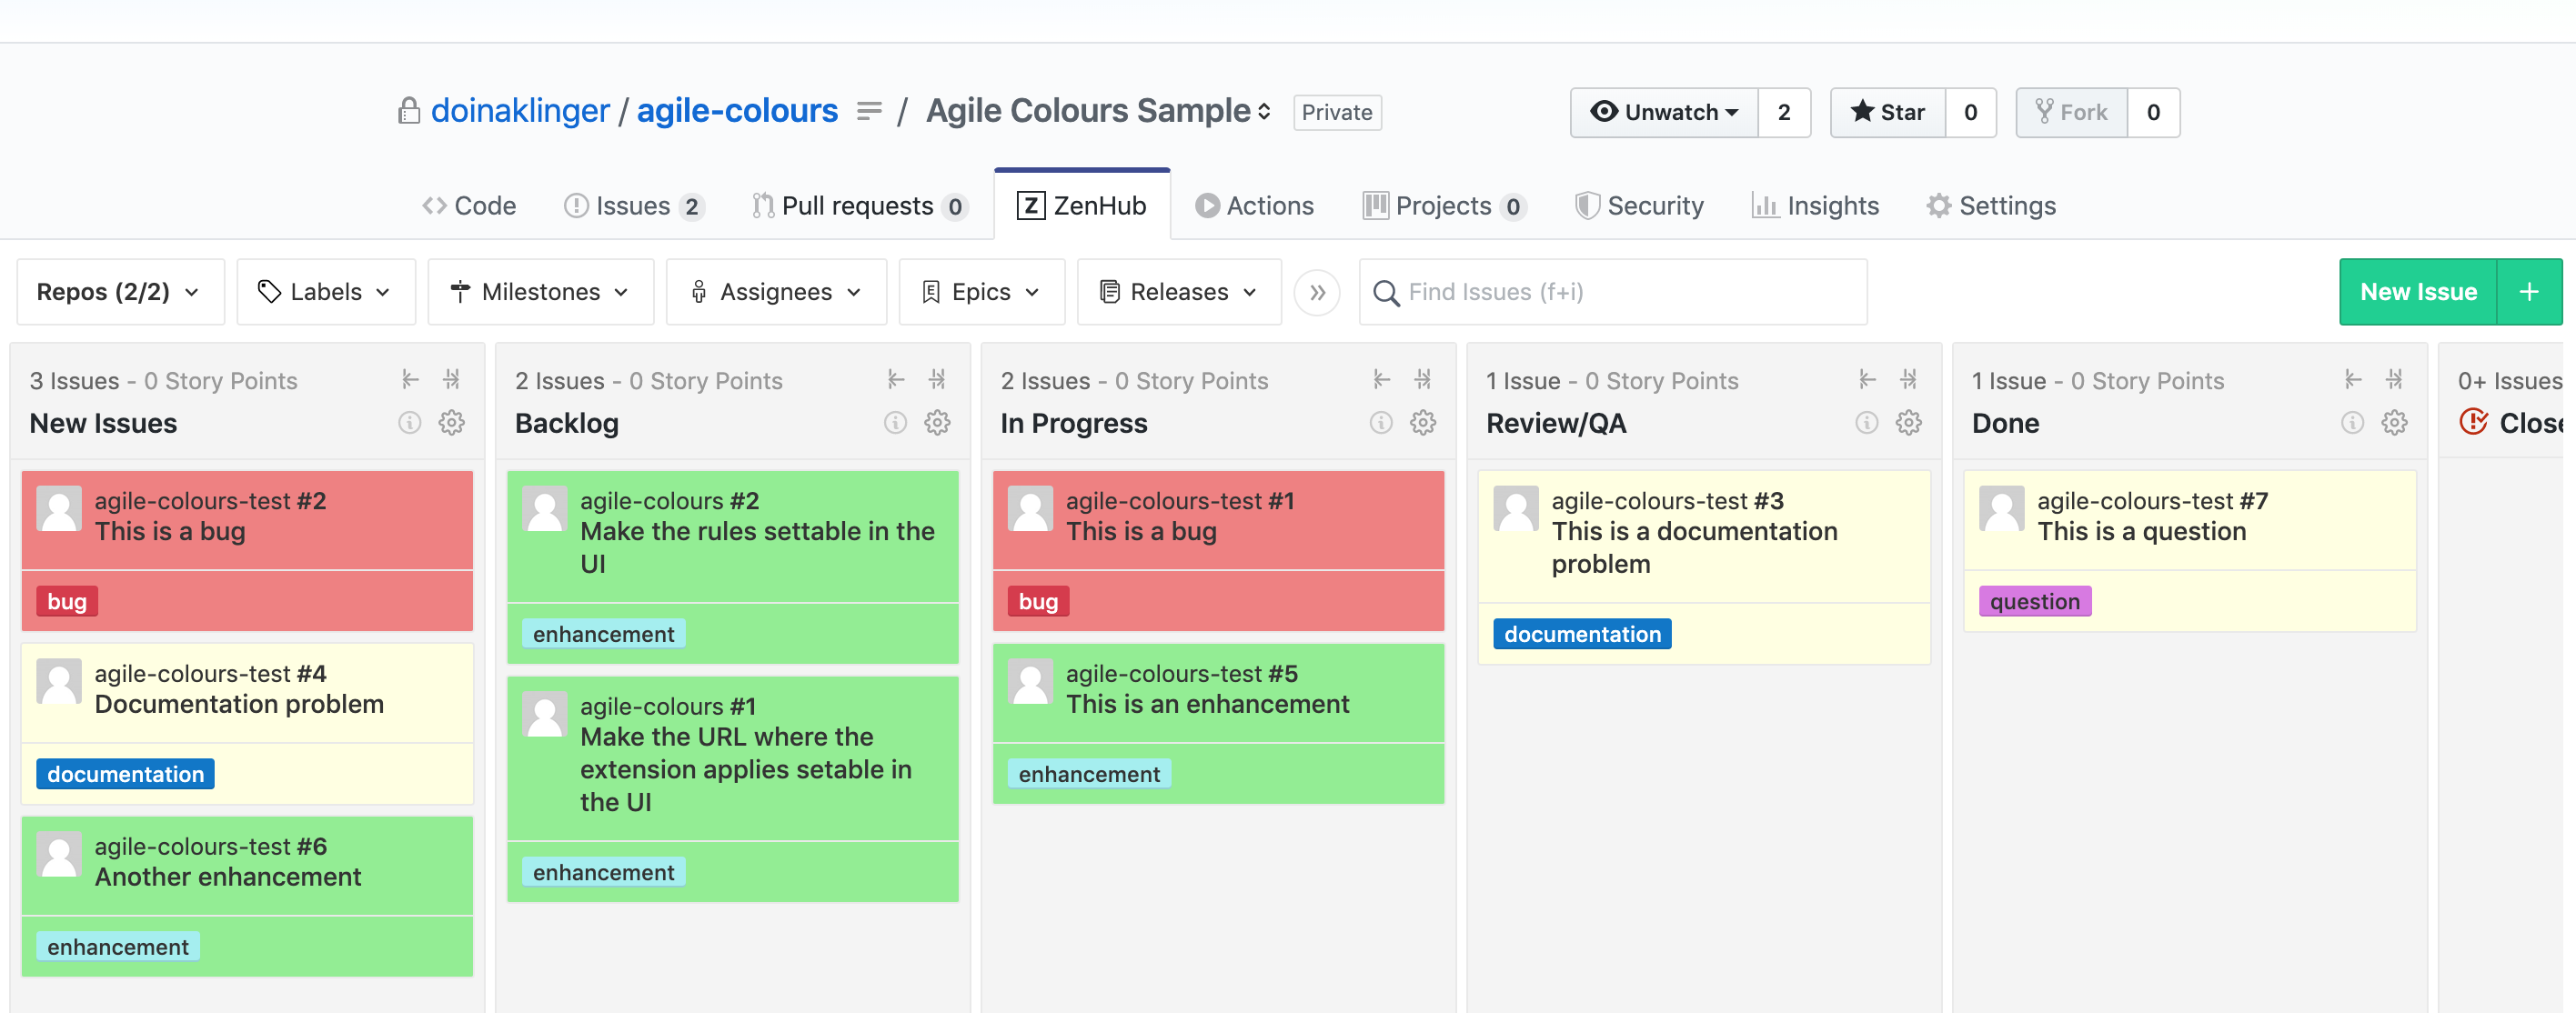 doinaklinger / agile-colours / Agile Colours Sample Private
Unwatch 2 Star 0 Fork 0
Code Issues 2 Pull requests 0 Z ZenHub Actions Projects 0 Security Insights Settings
Repos (2/2) Labels Milestones Assignees E Epics Releases » Find Issues (f+i) New Issue +
3 Issues - 0 Story Points
New Issues
agile-colours-test #2
This is a bug
bug
agile-colours-test #4
Documentation problem
documentation
agile-colours-test #6
Another enhancement
enhancement
2 Issues - 0 Story Points
Backlog
agile-colours #2
Make the rules settable in the
UI
enhancement
agile-colours #1
Make the URL where the
extension applies setable in
the UI
enhancement
2 Issues - 0 Story Points
In Progress
agile-colours-test #1
This is a bug
bug
agile-colours-test #5
This is an enhancement
enhancement
1 Issue - 0 Story Points
Review/QA
agile-colours-test #3
This is a documentation
problem
documentation
1 Issue - 0 Story Points
Done
agile-colours-test #7
This is a question
question
0+ Issues
Close